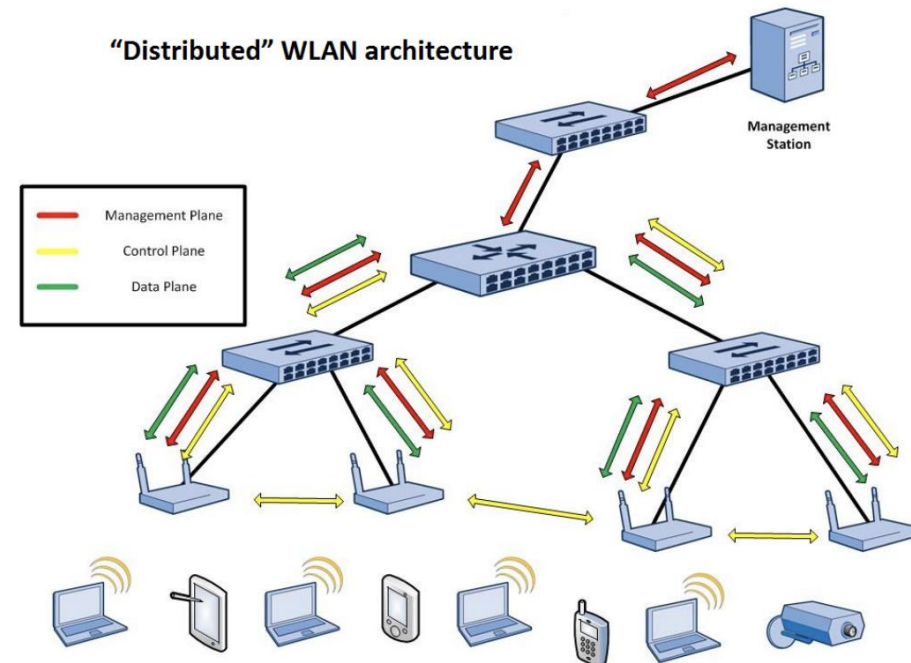 “Distributed” WLAN architecture
Management
Station
Management Plane
Control Plane
Data Plane